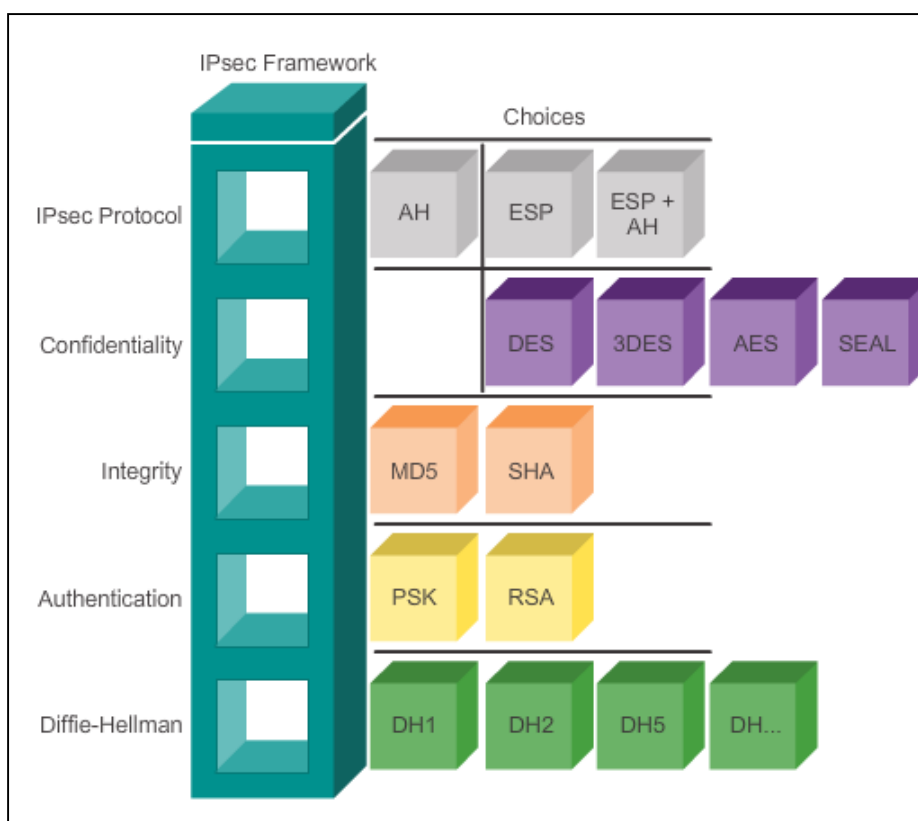 IPsec Framework
Choices
IPsec Protocol
AH
ESP
ESP +
AH
Confidentiality
DES
3DES
AES
SEAL
Integrity
MD5
SHA
Authentication
PSK
RSA
Diffie-Hellman
DH1
DH2
DH5
DH...